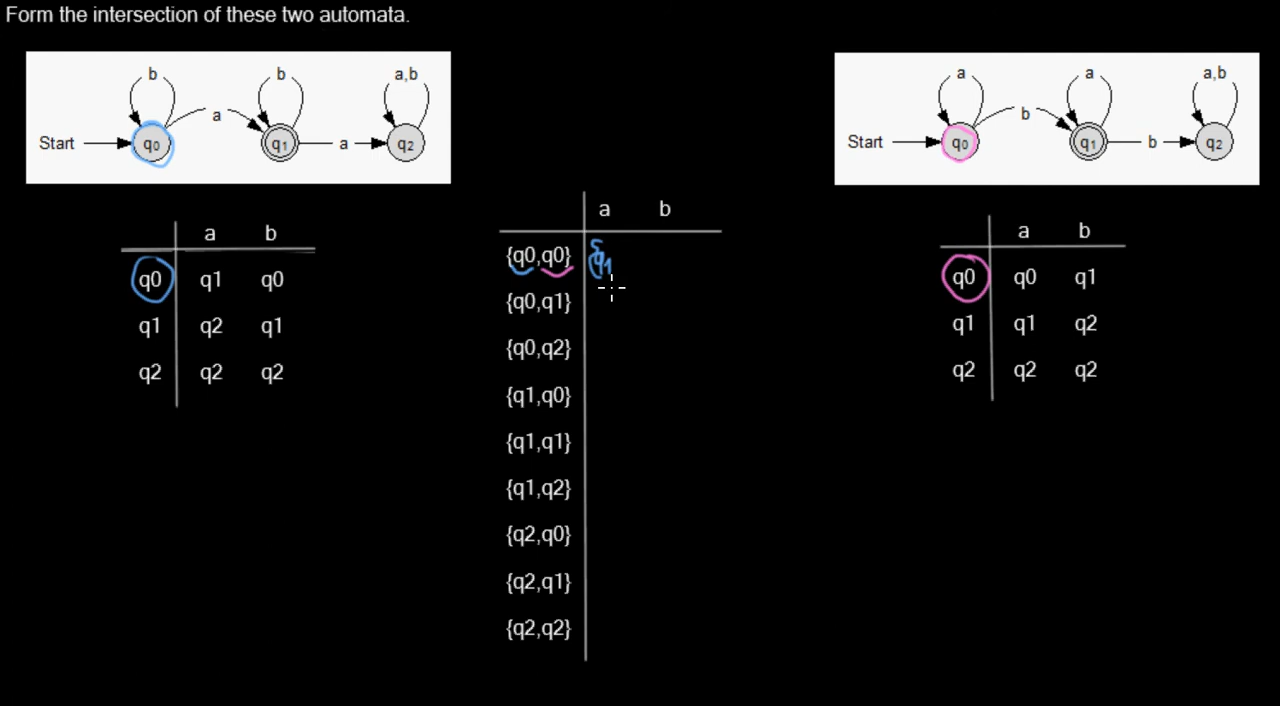 Form the intersection of these two automata.
b b a,b
a
Start q0 q1 a q2
a a a,b
b
Start q0 q1 b q2
a b
q0 q1 q0
q1 q2 q1
q2 q2 q2
a b
{q0,q0} {q1
{q0,q1}
{q0,q2}
{q1,q0}
{q1,q1}
{q1,q2}
{q2,q0}
{q2,q1}
{q2,q2}
a b
q0 q0 q1
q1 q1 q2
q2 q2 q2